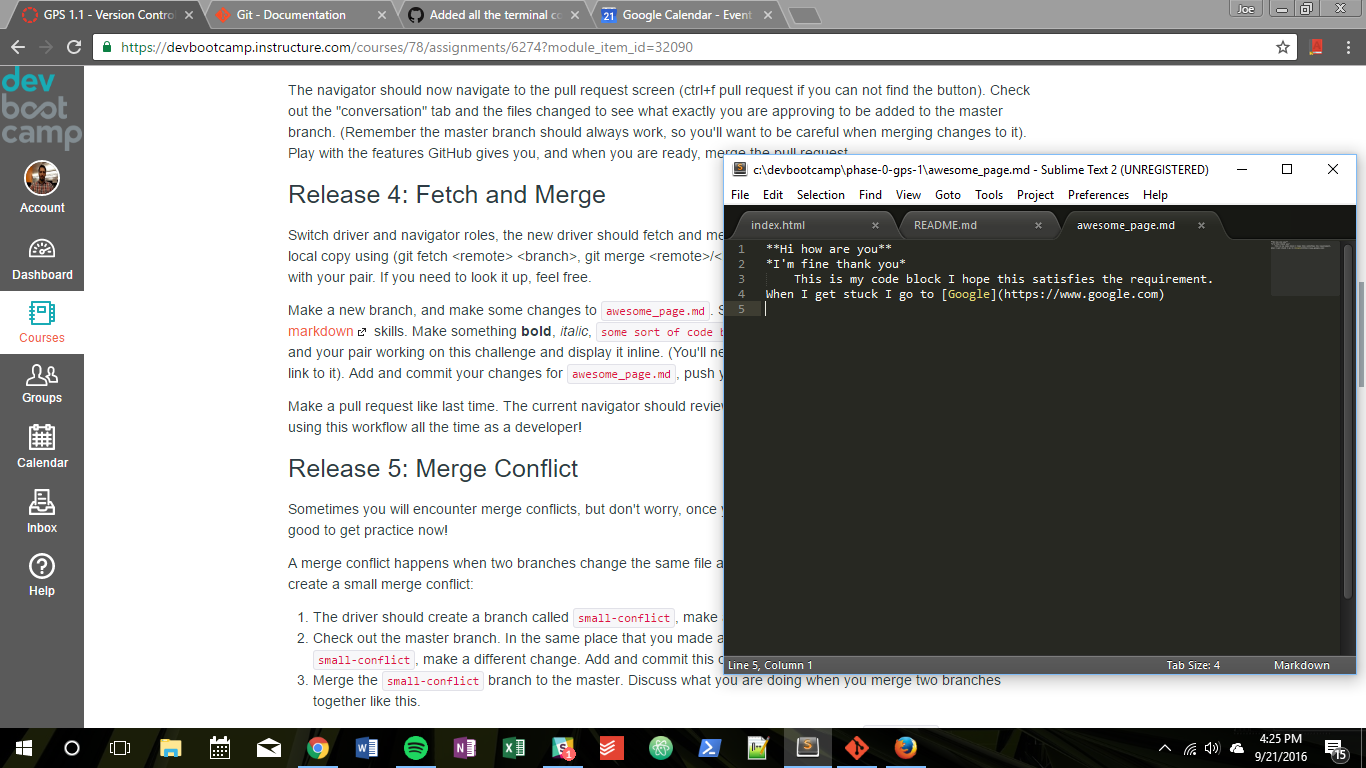 GPS 1.1 - Version Contro
Git - Documentation
Added all the terminal co
Google Calendar - Event
Joe
https://devbootcamp.instructure.com/courses/78/assignments/6274?module_item_id=32090
dev
boot
camp
Account
Dashboard
Courses
Groups
Calendar
Inbox
Help
The navigator should now navigate to the pull request screen (ctrl+f pull request if you can not find the button). Check
out the "conversation" tab and the files changed to see what exactly you are approving to be added to the master
branch. (Remember the master branch should always work, so you'll want to be careful when merging changes to it).
Play with the features GitHub gives you, and when you are ready, merge the pull request.
Release 4: Fetch and Merge
Switch driver and navigator roles, the new driver should fetch and me
local copy using (git fetch <remote> <branch>, git merge <remote>/<
with your pair. If you need to look it up, feel free.
Make a new branch, and make some changes to awesome_page.md . S
markdown skills. Make something bold, italic, some sort of code b
and your pair working on this challenge and display it inline. (You'll ne
link to it). Add and commit your changes for awesome_page.md , push y
Make a pull request like last time. The current navigator should review
using this workflow all the time as a developer!
Release 5: Merge Conflict
Sometimes you will encounter merge conflicts, but don't worry, once y
good to get practice now!
A merge conflict happens when two branches change the same file a
create a small merge conflict:
1. The driver should create a branch called small-conflict , make
2. Check out the master branch. In the same place that you made a
small-conflict , make a different change. Add and commit this c
3. Merge the small-conflict branch to the master. Discuss what you are doing when you merge two branches
together like this.
c:\devbootcamp\phase-0-gps-1\awesome_page.md - Sublime Text 2 (UNREGISTERED)
File Edit Selection Find View Goto Tools Project Preferences Help
index.html README.md awesome_page.md
1 **Hi how are you**
2 *I'm fine thank you*
3 This is my code block I hope this satisfies the requirement.
4 When I get stuck I go to [Google](https://www.google.com)
5
Line 5, Column 1 Tab Size: 4 Markdown
4:25 PM
9/21/2016
15